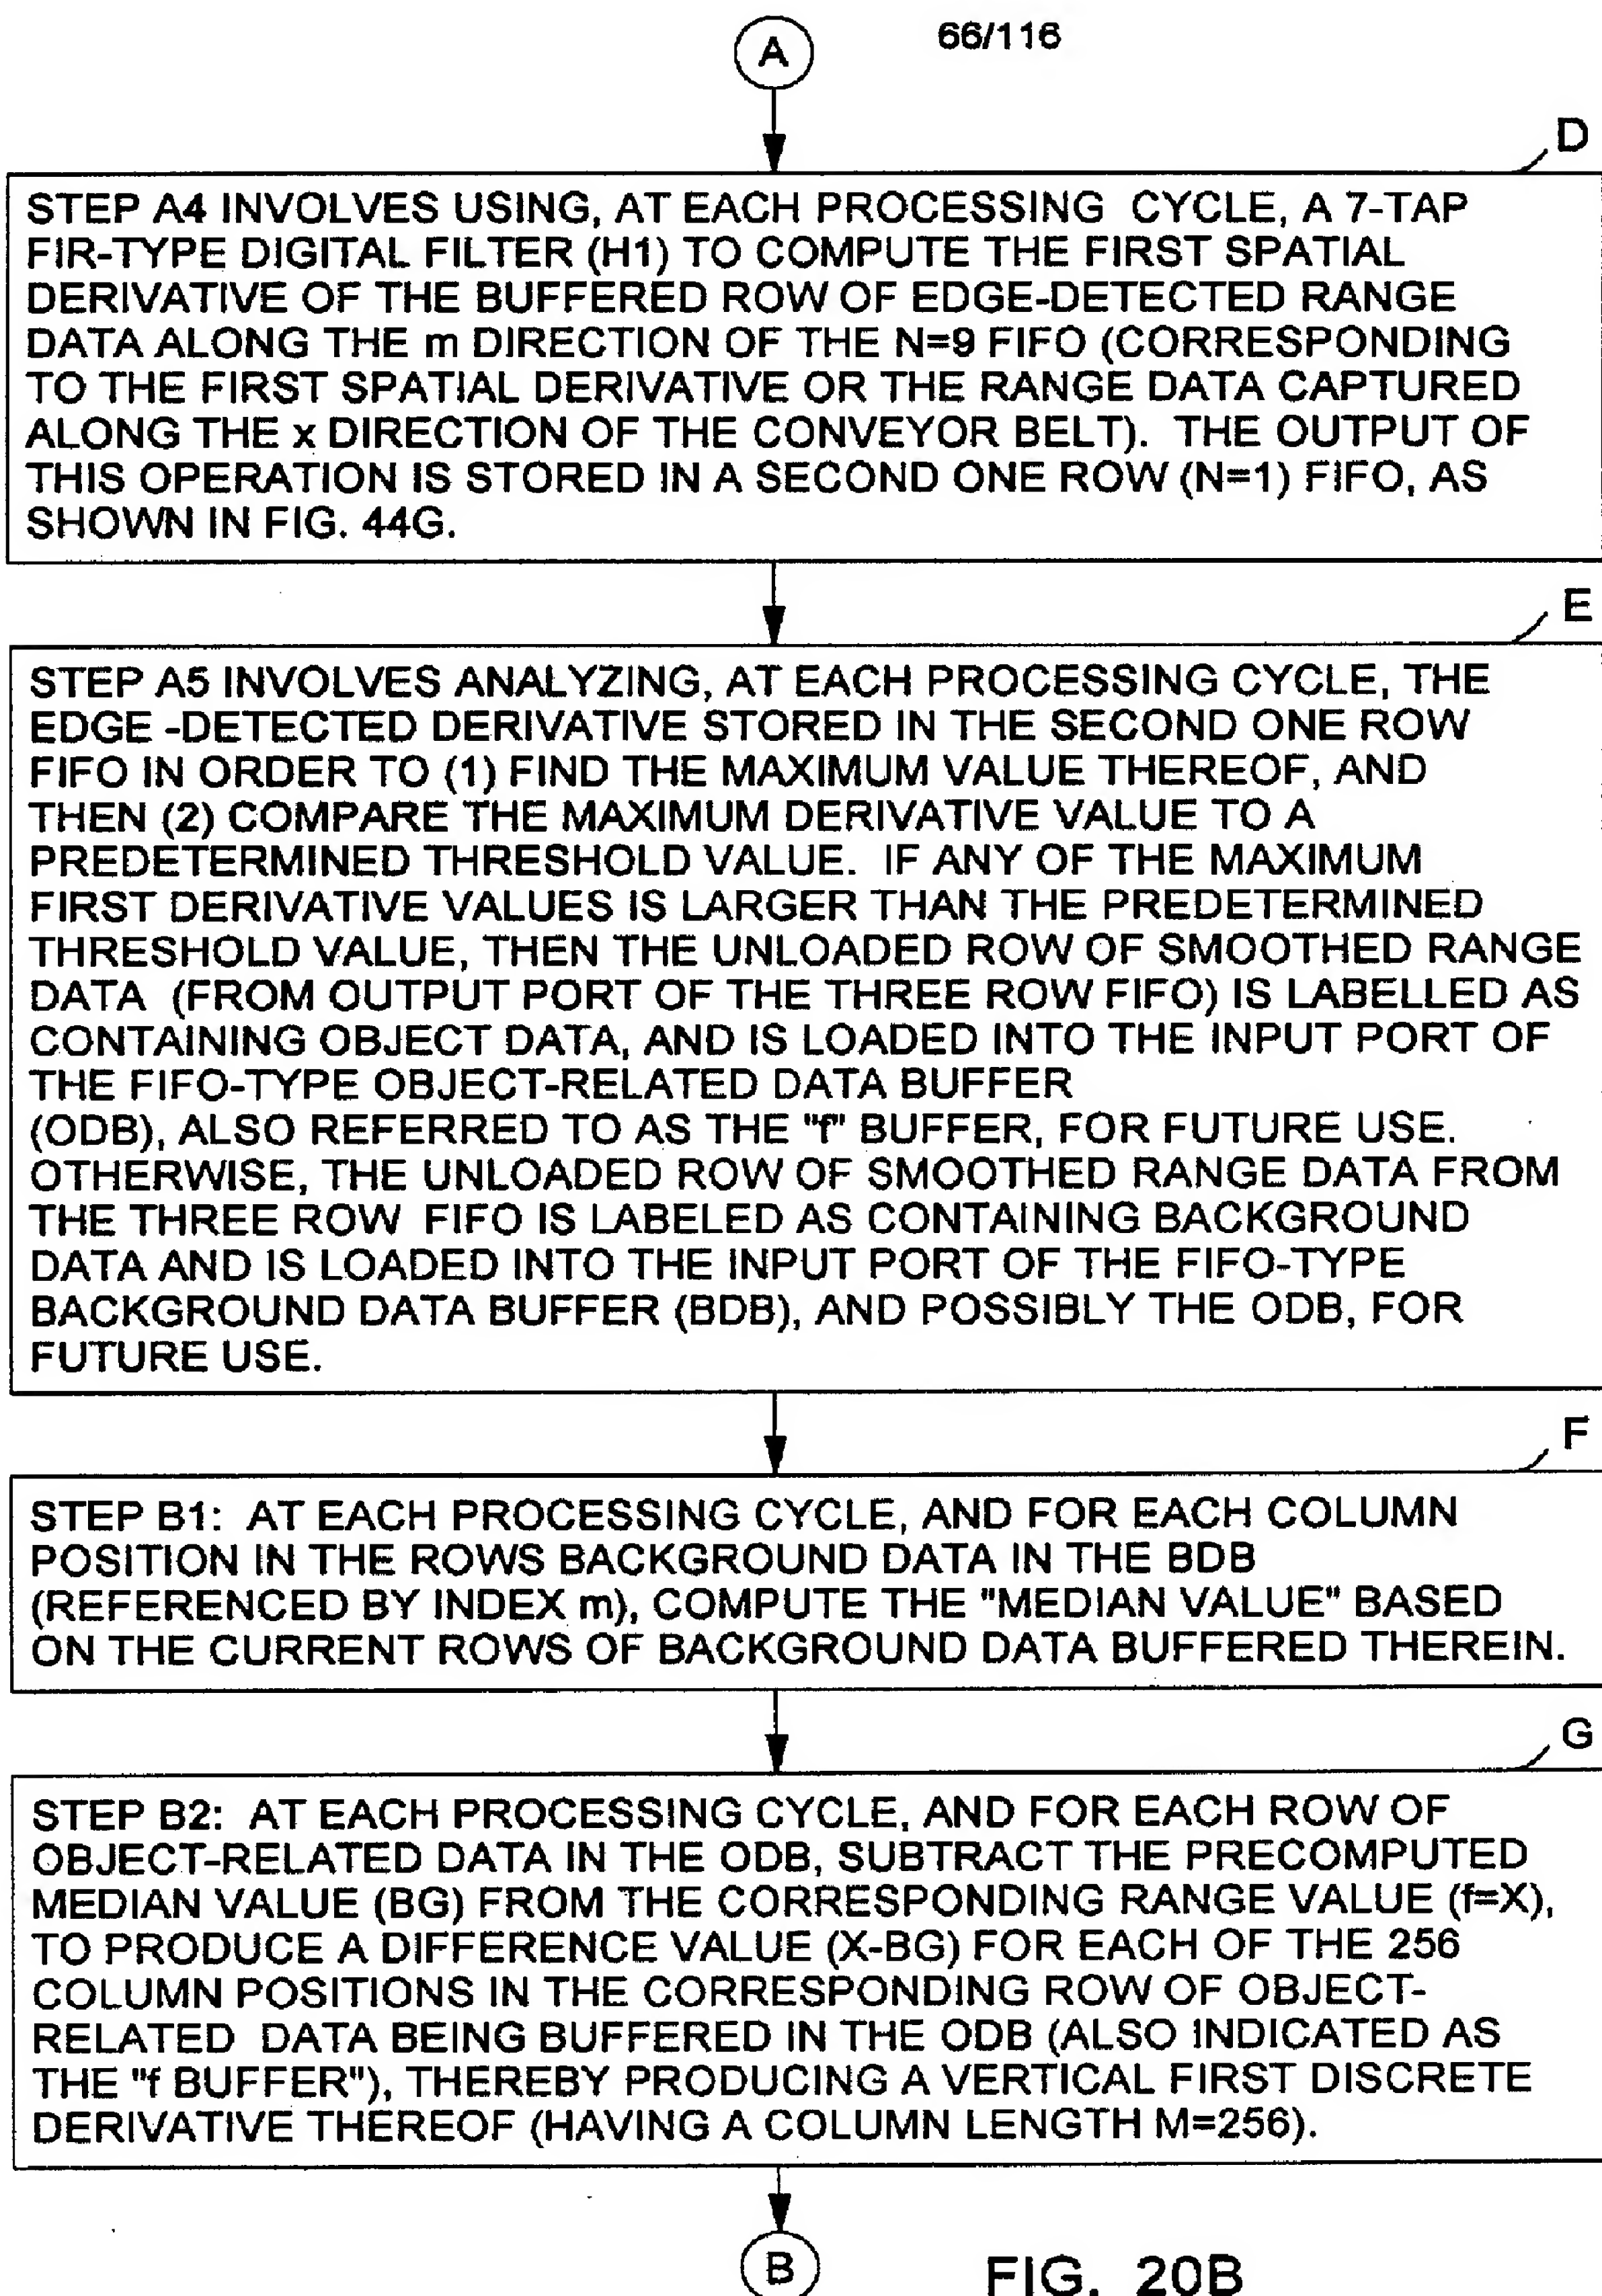 A
66/116
D
STEP A4 INVOLVES USING, AT EACH PROCESSING CYCLE, A 7-TAP
FIR-TYPE DIGITAL FILTER (H1) TO COMPUTE THE FIRST SPATIAL
DERIVATIVE OF THE BUFFERED ROW OF EDGE-DETECTED RANGE
DATA ALONG THE m DIRECTION OF THE N=9 FIFO (CORRESPONDING
TO THE FIRST SPATIAL DERIVATIVE OR THE RANGE DATA CAPTURED
ALONG THE x DIRECTION OF THE CONVEYOR BELT). THE OUTPUT OF
THIS OPERATION IS STORED IN A SECOND ONE ROW (N=1) FIFO, AS
SHOWN IN FIG. 44G.
E
STEP A5 INVOLVES ANALYZING, AT EACH PROCESSING CYCLE, THE
EDGE -DETECTED DERIVATIVE STORED IN THE SECOND ONE ROW
FIFO IN ORDER TO (1) FIND THE MAXIMUM VALUE THEREOF, AND
THEN (2) COMPARE THE MAXIMUM DERIVATIVE VALUE TO A
PREDETERMINED THRESHOLD VALUE. IF ANY OF THE MAXIMUM
FIRST DERIVATIVE VALUES IS LARGER THAN THE PREDETERMINED
THRESHOLD VALUE, THEN THE UNLOADED ROW OF SMOOTHED RANGE
DATA (FROM OUTPUT PORT OF THE THREE ROW FIFO) IS LABELLED AS
CONTAINING OBJECT DATA, AND IS LOADED INTO THE INPUT PORT OF
THE FIFO-TYPE OBJECT-RELATED DATA BUFFER
(ODB), ALSO REFERRED TO AS THE "f" BUFFER, FOR FUTURE USE.
OTHERWISE, THE UNLOADED ROW OF SMOOTHED RANGE DATA FROM
THE THREE ROW FIFO IS LABELED AS CONTAINING BACKGROUND
DATA AND IS LOADED INTO THE INPUT PORT OF THE FIFO-TYPE
BACKGROUND DATA BUFFER (BDB), AND POSSIBLY THE ODB, FOR
FUTURE USE.
F
STEP B1: AT EACH PROCESSING CYCLE, AND FOR EACH COLUMN
POSITION IN THE ROWS BACKGROUND DATA IN THE BDB
(REFERENCED BY INDEX m), COMPUTE THE "MEDIAN VALUE" BASED
ON THE CURRENT ROWS OF BACKGROUND DATA BUFFERED THEREIN.
G
STEP B2: AT EACH PROCESSING CYCLE, AND FOR EACH ROW OF
OBJECT-RELATED DATA IN THE ODB, SUBTRACT THE PRECOMPUTED
MEDIAN VALUE (BG) FROM THE CORRESPONDING RANGE VALUE (f=X),
TO PRODUCE A DIFFERENCE VALUE (X-BG) FOR EACH OF THE 256
COLUMN POSITIONS IN THE CORRESPONDING ROW OF OBJECT-
RELATED DATA BEING BUFFERED IN THE ODB (ALSO INDICATED AS
THE "f BUFFER"), THEREBY PRODUCING A VERTICAL FIRST DISCRETE
DERIVATIVE THEREOF (HAVING A COLUMN LENGTH M=256).
B
FIG. 20B